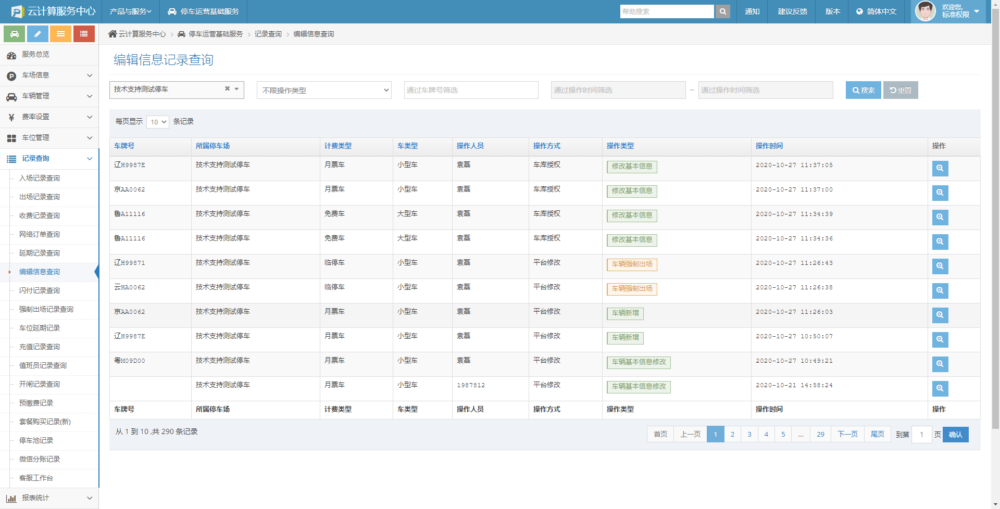 云计算服务中心 产品与服务 停车运营基础服务 帮助搜索 通知 建议反馈 版本 简体中文 欢迎您, 标准权限
云计算服务中心 > 停车运营基础服务 > 记录查询 > 编辑信息查询
服务总览
车场信息
车辆管理
费率设置
车位管理
记录查询
入场记录查询
出场记录查询
收费记录查询
网络订单查询
延期记录查询
编辑信息查询
闪付记录查询
强制出场记录查询
车位延期记录
充值记录查询
值班员记录查询
开闸记录查询
预缴费记录
套餐购买记录(新)
停车池记录
微信分账记录
客服工作台
报表统计
编辑信息记录查询
技术支持测试停车 不限操作类型 通过车牌号筛选 通过操作时间筛选 – 通过操作时间筛选 搜索 重置
每页显示 10 条记录
车牌号 所属停车场 计费类型 车类型 操作人员 操作方式 操作类型 操作时间 操作
辽H9987E 技术支持测试停车 月票车 小型车 袁磊 车库授权 修改基本信息 2020-10-27 11:37:05
京AA0062 技术支持测试停车 月票车 小型车 袁磊 车库授权 修改基本信息 2020-10-27 11:37:00
鲁A11116 技术支持测试停车 免费车 大型车 袁磊 车库授权 修改基本信息 2020-10-27 11:34:39
鲁A11116 技术支持测试停车 免费车 大型车 袁磊 车库授权 修改基本信息 2020-10-27 11:34:36
辽H99871 技术支持测试停车 临停车 小型车 袁磊 平台修改 车辆强制出场 2020-10-27 11:26:43
云HA0062 技术支持测试停车 临停车 小型车 袁磊 平台修改 车辆强制出场 2020-10-27 11:26:38
京AA0062 技术支持测试停车 月票车 小型车 袁磊 平台修改 车辆新增 2020-10-27 11:26:03
辽H9987E 技术支持测试停车 月票车 小型车 袁磊 平台修改 车辆新增 2020-10-27 10:50:07
粤M09D00 技术支持测试停车 月票车 小型车 袁磊 平台修改 车辆基本信息修改 2020-10-27 10:49:21
技术支持测试停车 月票车 小型车 1987812 平台修改 车辆基本信息修改 2020-10-21 14:58:24
车牌号 所属停车场 计费类型 车类型 操作人员 操作方式 操作类型 操作时间 操作
从 1 到 10 ,共 290 条记录 首页 上一页 1 2 3 4 5 ... 29 下一页 尾页 到第 1 页 确认